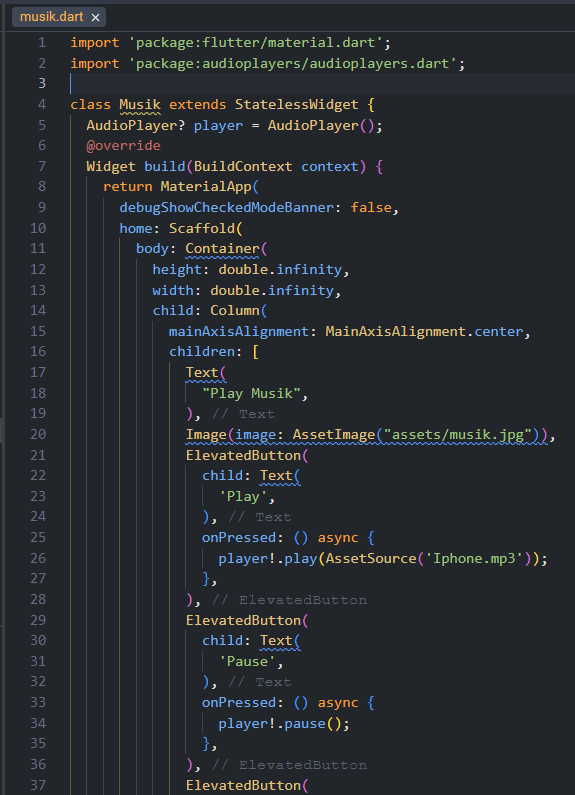 musik.dart ×
1 import 'package:flutter/material.dart';
2 import 'package:audioplayers/audioplayers.dart';
3
4 class Musik extends StatelessWidget {
5   AudioPlayer? player = AudioPlayer();
6   @override
7   Widget build(BuildContext context) {
8     return MaterialApp(
9       debugShowCheckedModeBanner: false,
10       home: Scaffold(
11         body: Container(
12           height: double.infinity,
13           width: double.infinity,
14           child: Column(
15             mainAxisAlignment: MainAxisAlignment.center,
16             children: [
17               Text(
18                 "Play Musik",
19               ), // Text
20               Image(image: AssetImage("assets/musik.jpg")),
21               ElevatedButton(
22                 child: Text(
23                   'Play',
24                 ), // Text
25                 onPressed: () async {
26                   player!.play(AssetSource('Iphone.mp3'));
27                 },
28               ), // ElevatedButton
29               ElevatedButton(
30                 child: Text(
31                   'Pause',
32                 ), // Text
33                 onPressed: () async {
34                   player!.pause();
35                 },
36               ), // ElevatedButton
37               ElevatedButton(